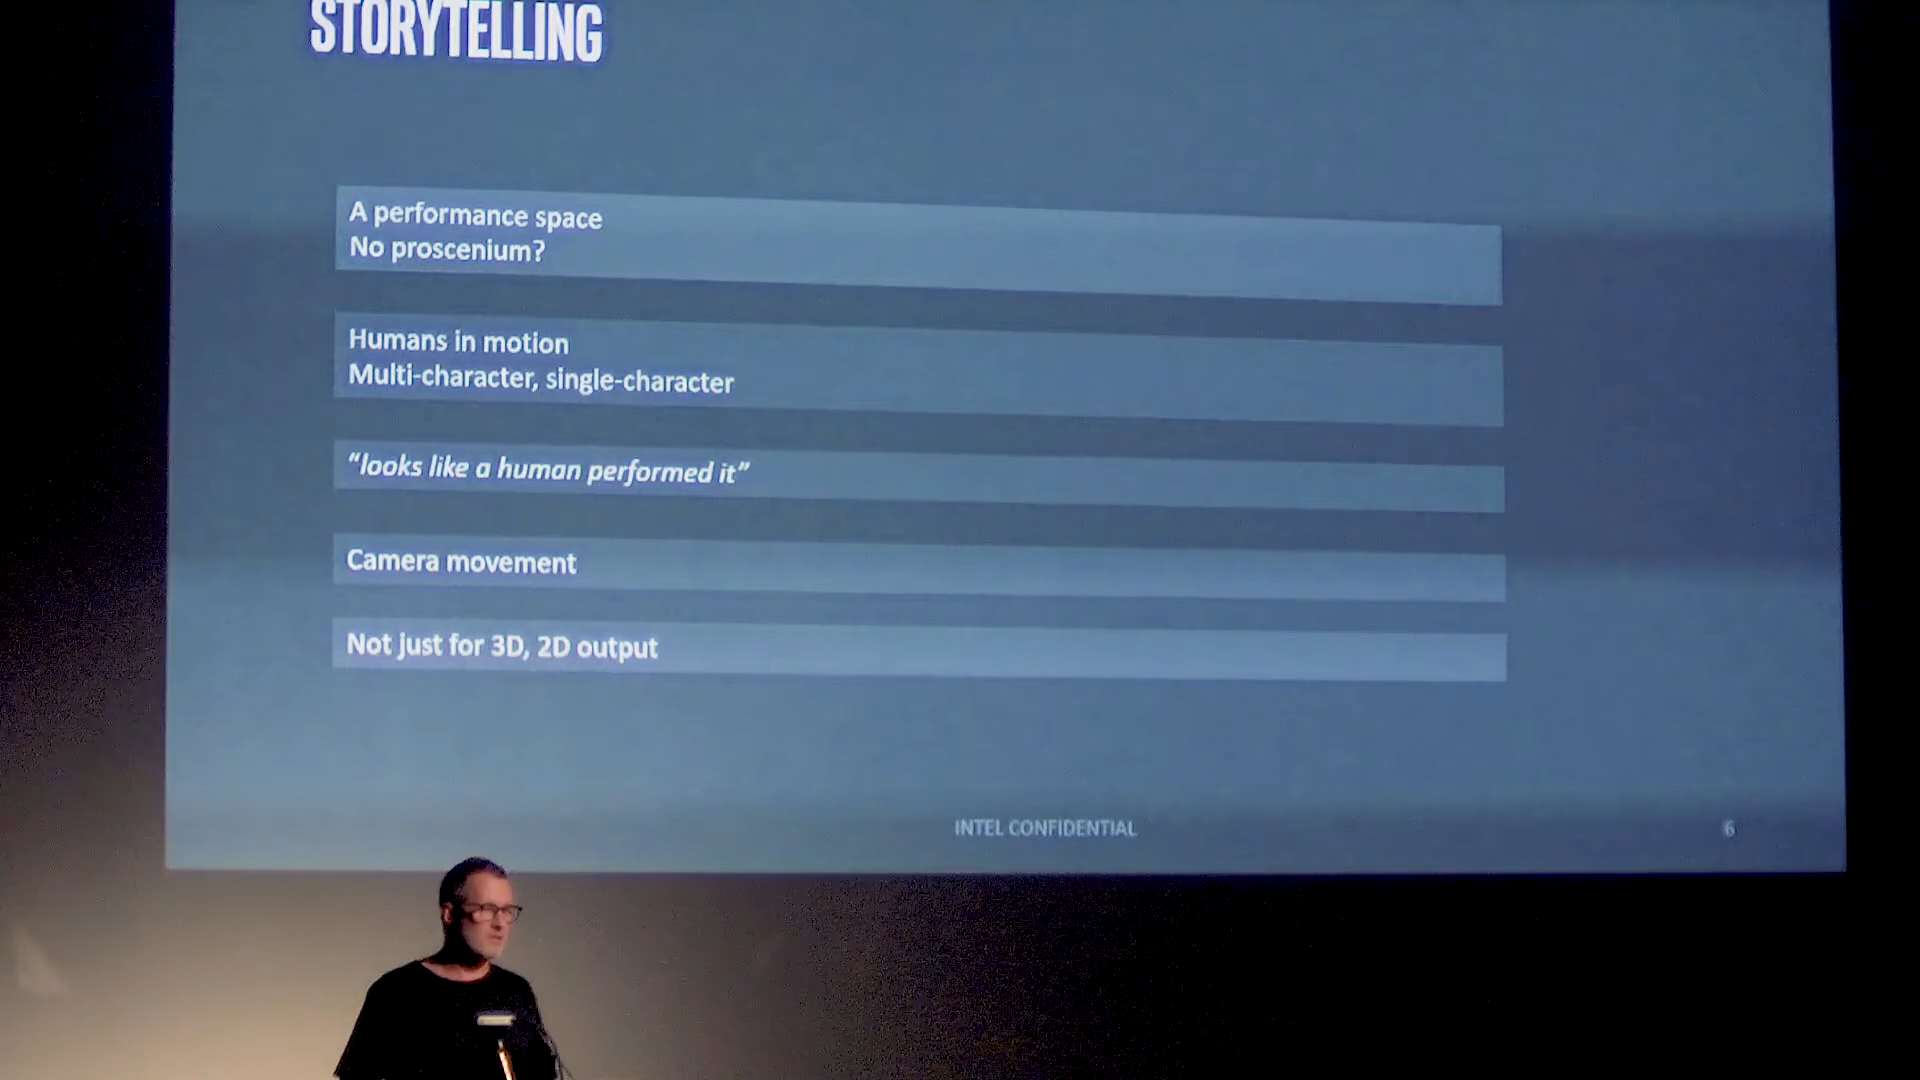 STORYTELLING
A performance space
No proscenium?
Humans in motion
Multi-character, single-character
“looks like a human performed it”
Camera movement
Not just for 3D, 2D output
INTEL CONFIDENTIAL
6